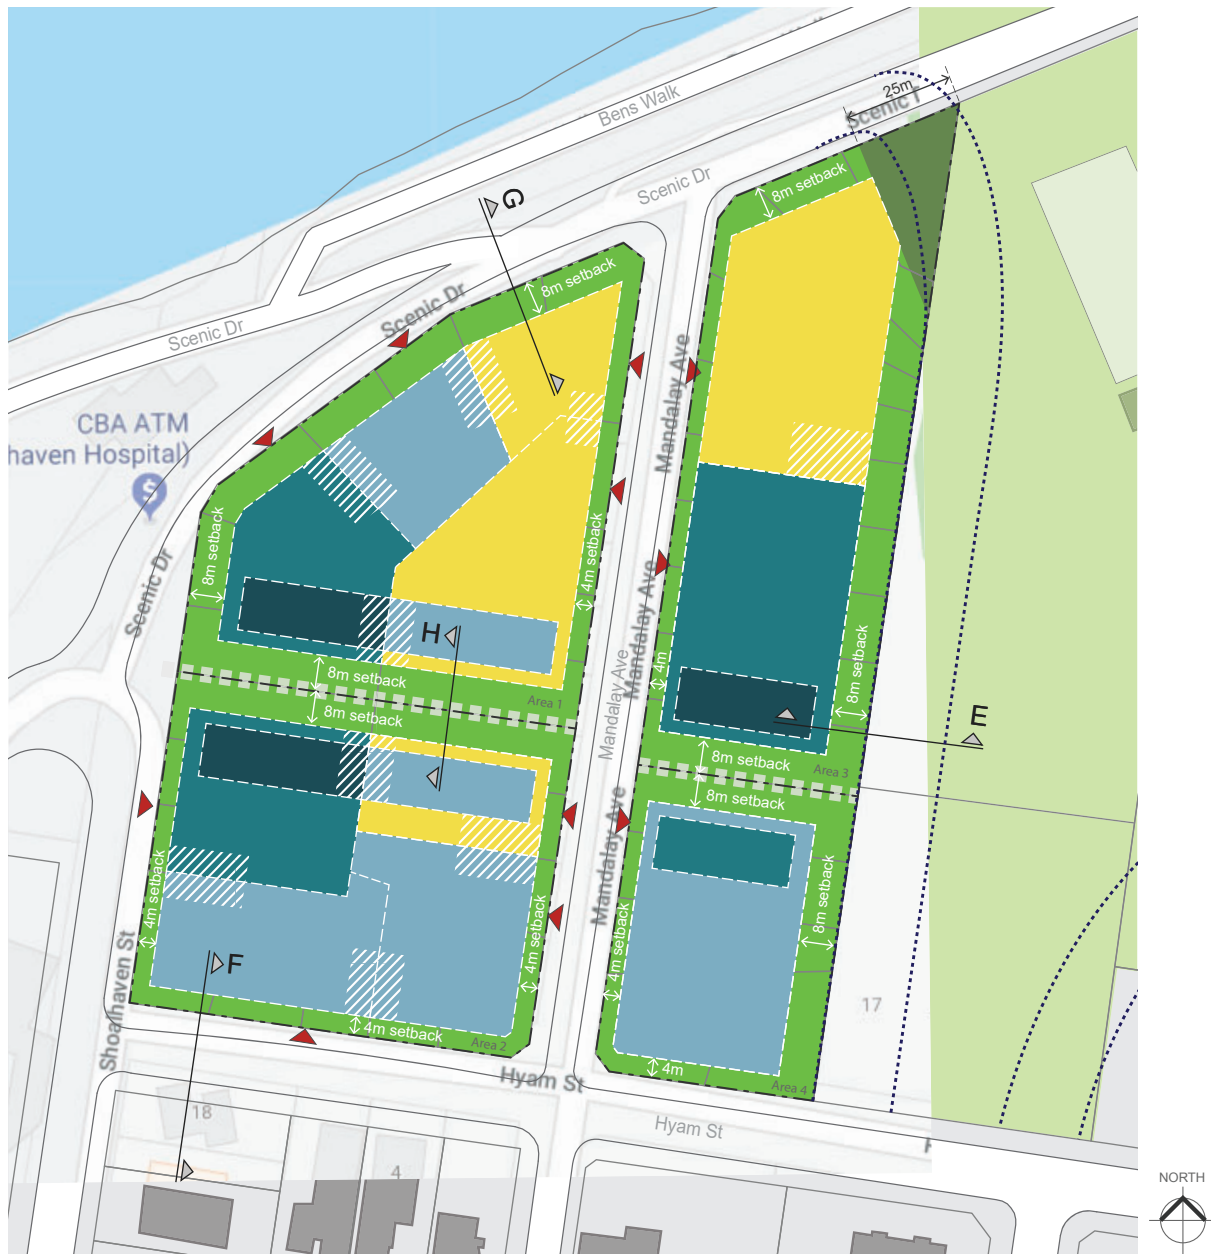 Bens Walk
25m
Scenic
Scenic Dr
8m setback
G
8m setback
Scenic Dr
Scenic Dr
CBA ATM
haven Hospital)
Mandalay Ave
8m setback
4m setback
Scenic Dr
Mandalay Ave
H
8m setback
Area 1
8m setback
4m
8m setback
Mandalay Ave
E
8m setback
Area 3
8m setback
Mandalay Ave
4m setback
8m setback
4m setback
4m setback
F
17
Shoalhaven St
4m setback
Area 2
4m
Area 4
Hyam St
18
Hyam St
4
NORTH